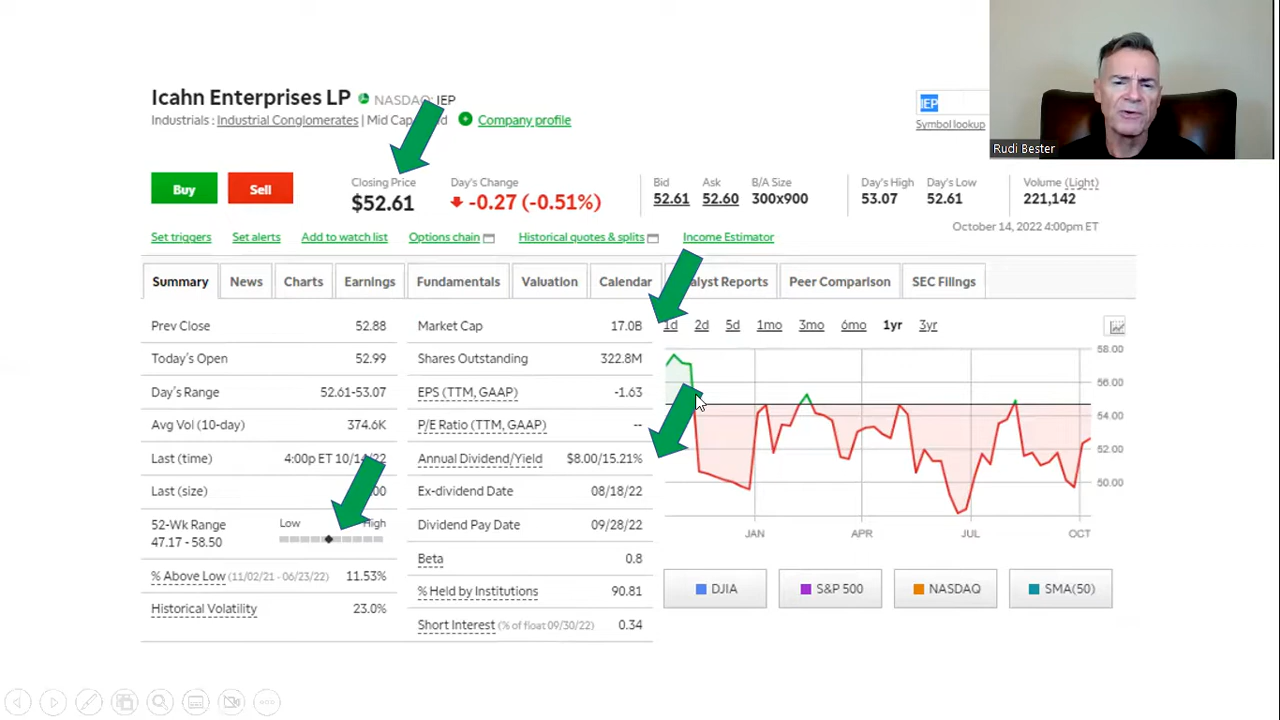 Icahn Enterprises LP NASDAQ: IEP
Industrials : Industrial Conglomerates | Mid Cap
Company profile
IEP
Symbol lookup
Rudi Bester
Buy
Sell
Closing Price
$52.61
Day's Change
-0.27 (-0.51%)
Bid
52.61
Ask
52.60
B/A Size
300x900
Day's High
53.07
Day's Low
52.61
Volume (Light)
221,142
October 14, 2022 4:00pm ET
Set triggers
Set alerts
Add to watch list
Options chain
Historical quotes & splits
Income Estimator
Summary
News
Charts
Earnings
Fundamentals
Valuation
Calendar
Reports
Peer Comparison
SEC Filings
Prev Close 52.88
Today's Open 52.99
Day's Range 52.61-53.07
Avg Vol (10-day) 374.6K
Last (time) 4:00p ET
Last (size)
52-Wk Range
47.17 - 58.50
Low
High
% Above Low (11/02/21 - 06/23/22) 11.53%
Historical Volatility 23.0%
Market Cap 17.0B
Shares Outstanding 322.8M
EPS (TTM, GAAP) -1.63
P/E Ratio (TTM, GAAP) --
Annual Dividend/Yield $8.00/15.21%
Ex-dividend Date 08/18/22
Dividend Pay Date 09/28/22
Beta 0.8
% Held by Institutions 90.81
Short Interest (% of float 09/30/22) 0.34
1d 2d 5d 1mo 3mo 6mo 1yr 3yr
58.00
56.00
54.00
52.00
50.00
JAN APR JUL OCT
DJIA
S&P 500
NASDAQ
SMA(50)